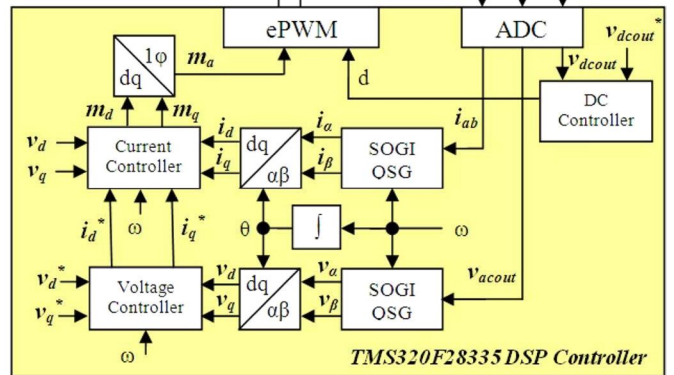 ePWM
ADC
v_dcout*
1φ
dq
m_a
v_dcout
d
DC
Controller
m_d
m_q
i_ab
v_d
v_q
Current
Controller
i_d
i_q
dq
αβ
i_α
i_β
SOGI
QSG
i_d*
ω
i_q*
θ
∫
ω
v_d*
v_q*
Voltage
Controller
v_d
v_q
dq
αβ
v_α
v_β
SOGI
QSG
v_acout
ω
TMS320F28335 DSP Controller